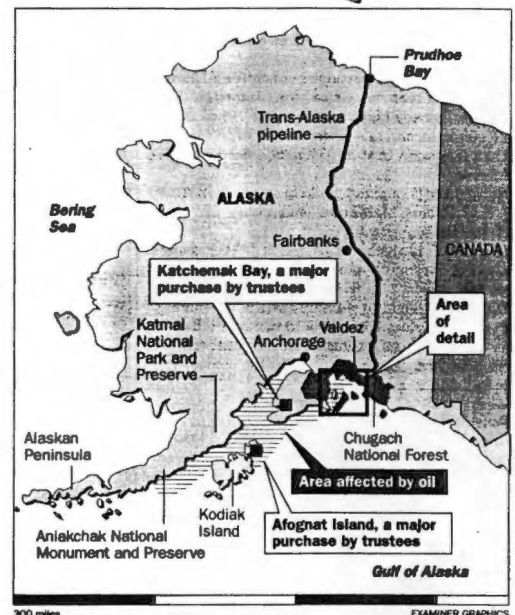 Prudhoe
Bay
Trans-Alaska
pipeline
ALASKA
Bering
Sea
Fairbanks
CANADA
Katchemak Bay, a major
purchase by trustees
Area
of
detail
Katmai
National
Park and
Preserve
Anchorage
Valdez
Alaskan
Peninsula
Chugach
National Forest
Area affected by oil
Kodiak
Island
Aniakchak National
Monument and Preserve
Afognat Island, a major
purchase by trustees
Gulf of Alaska
300 miles
EXAMINER GRAPHICS